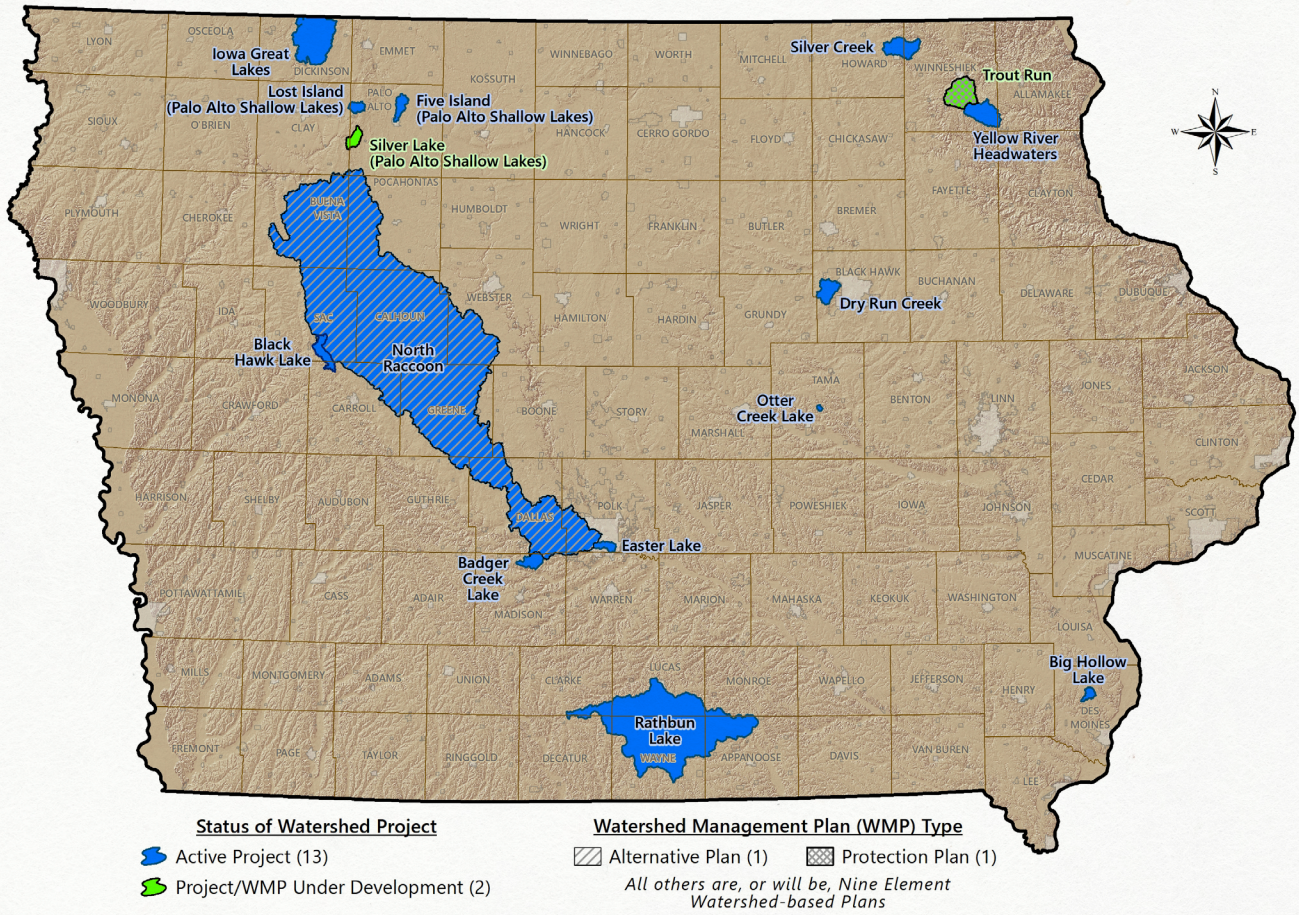 LYON
OSCEOLA
Iowa Great
Lakes
DICKINSON
EMMET
WINNEBAGO
WORTH
MITCHELL
Silver Creek
HOWARD
WINNESHIEK
Trout Run
ALLAMAKEE
KOSSUTH
Lost Island
(Palo Alto Shallow Lakes)
PALO
ALTO
Five Island
(Palo Alto Shallow Lakes)
SIOUX
O'BRIEN
CLAY
HANCOCK
CERRO GORDO
FLOYD
CHICKASAW
Yellow River
Headwaters
Silver Lake
(Palo Alto Shallow Lakes)
N
W
E
S
PLYMOUTH
CHEROKEE
BUENA
VISTA
POCAHONTAS
HUMBOLDT
WRIGHT
FRANKLIN
BUTLER
BREMER
FAYETTE
CLAYTON
WOODBURY
IDA
SAC
CALHOUN
WEBSTER
HAMILTON
HARDIN
GRUNDY
BLACK HAWK
Dry Run Creek
BUCHANAN
DELAWARE
DUBUQUE
Black
Hawk Lake
North
Raccoon
MONONA
CRAWFORD
CARROLL
GREENE
BOONE
STORY
MARSHALL
Otter
Creek Lake
TAMA
BENTON
LINN
JONES
JACKSON
CLINTON
HARRISON
SHELBY
AUDUBON
GUTHRIE
DALLAS
POLK
JASPER
POWESHIEK
IOWA
JOHNSON
CEDAR
SCOTT
MUSCATINE
Easter Lake
Badger
Creek
Lake
POTTAWATTAMIE
CASS
ADAIR
MADISON
WARREN
MARION
MAHASKA
KEOKUK
WASHINGTON
LOUISA
MILLS
MONTGOMERY
ADAMS
UNION
CLARKE
LUCAS
MONROE
WAPELLO
JEFFERSON
HENRY
Big Hollow
Lake
DES
MOINES
Rathbun
Lake
FREMONT
PAGE
TAYLOR
RINGGOLD
DECATUR
WAYNE
APPANOOSE
DAVIS
VAN BUREN
LEE
Status of Watershed Project
Active Project (13)
Project/WMP Under Development (2)
Watershed Management Plan (WMP) Type
Alternative Plan (1)
Protection Plan (1)
All others are, or will be, Nine Element
Watershed-based Plans